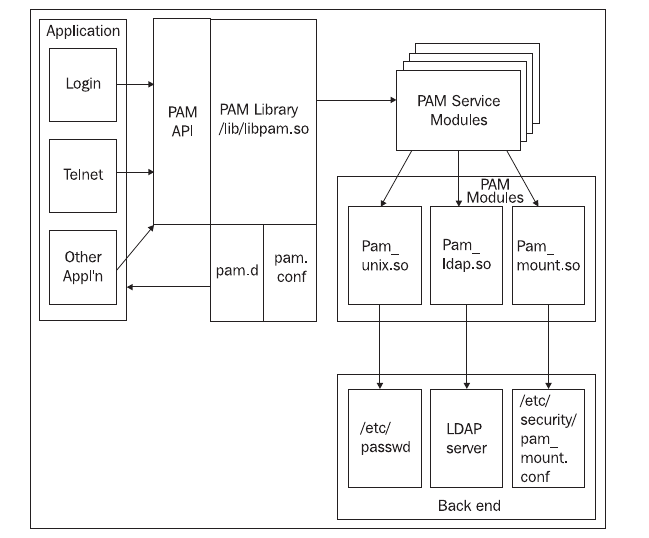 Application
Login
Telnet
Other
Appl'n
PAM
API
PAM Library
/lib/libpam.so
pam.d
pam.
conf
PAM Service
Modules
PAM
Modules
Pam_
unix.so
Pam_
ldap.so
Pam_
mount.so
/etc/
passwd
LDAP
server
/etc/
security/
pam_
mount.
conf
Back end